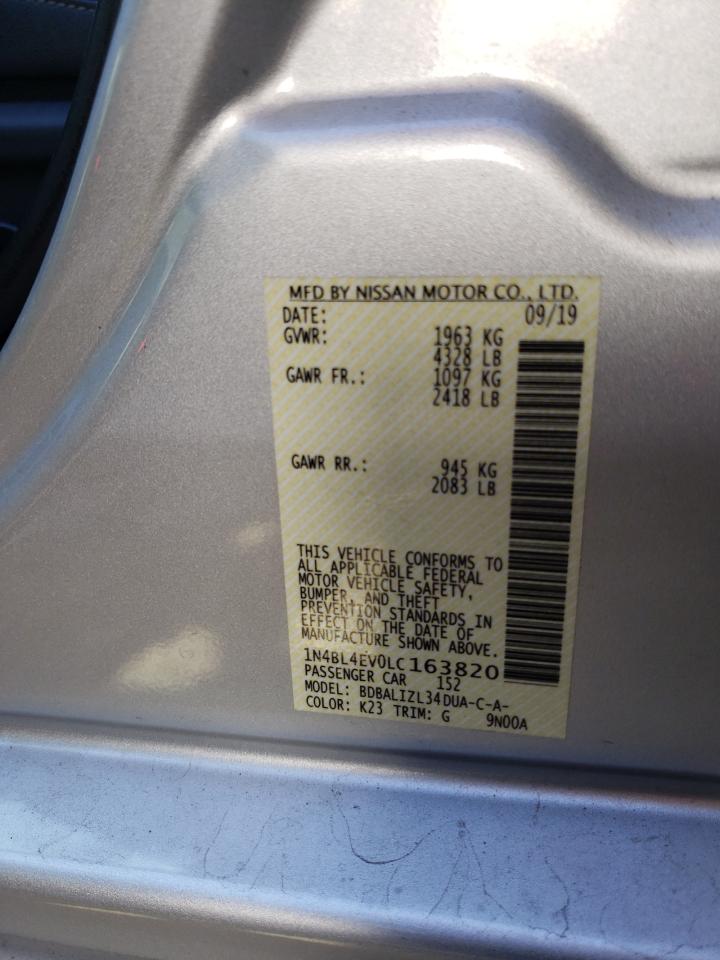 MFD BY NISSAN MOTOR CO., LTD.
DATE: 09/19
GVWR: 1963 KG
4328 LB
GAWR FR.: 1097 KG
2418 LB
GAWR RR.: 945 KG
2083 LB
THIS VEHICLE CONFORMS TO
ALL APPLICABLE FEDERAL
MOTOR VEHICLE SAFETY,
BUMPER, AND THEFT
PREVENTION STANDARDS IN
EFFECT ON THE DATE OF
MANUFACTURE SHOWN ABOVE.
1N4BL4EV0LC163820
PASSENGER CAR 152
MODEL: BDBALIZL34DUA-C-A-
COLOR: K23 TRIM: G 9N00A